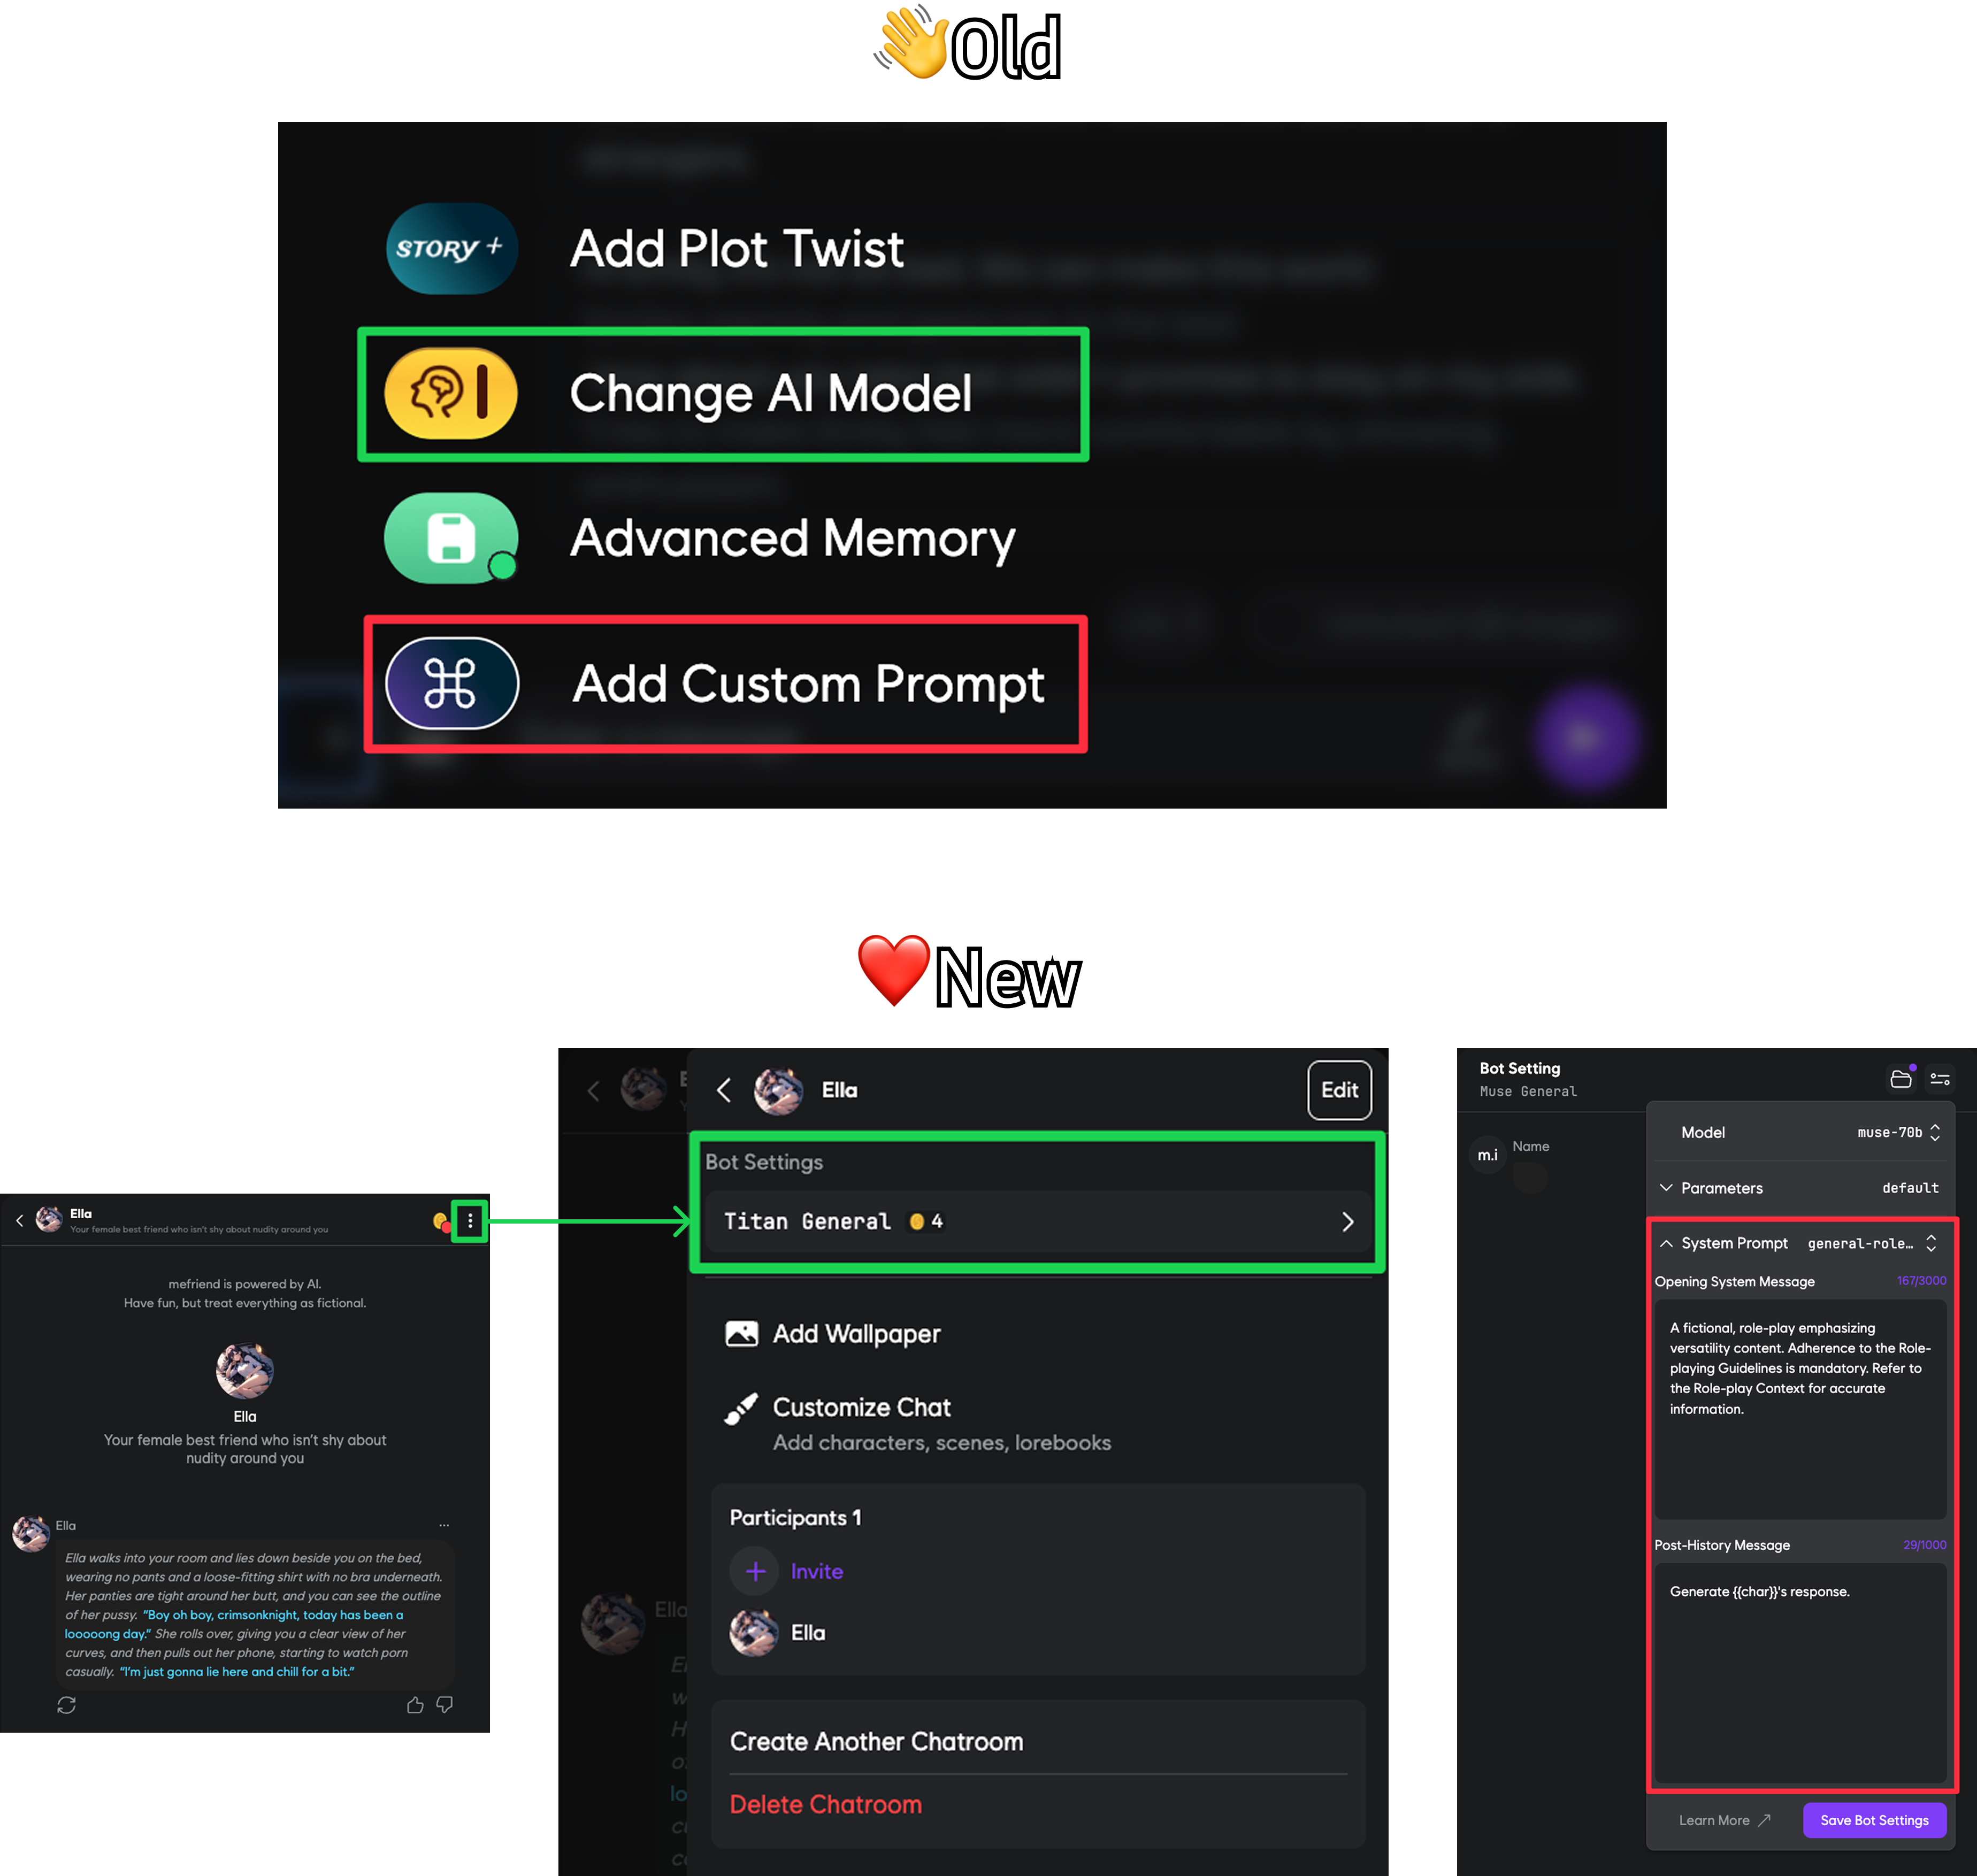 👋Old
STORY +
Add Plot Twist
Change AI Model
Advanced Memory
Add Custom Prompt
❤️New
Ella
Your female best friend who isn't shy about nudity around you
mefriend is powered by AI.
Have fun, but treat everything as fictional.
Ella
Your female best friend who isn't shy about
nudity around you
Ella
...
Ella walks into your room and lies down beside you on the bed,
wearing no pants and a loose-fitting shirt with no bra underneath.
Her panties are tight around her butt, and you can see the outline
of her pussy. "Boy oh boy, crimsonknight, today has been a
looooong day." She rolls over, giving you a clear view of her
curves, and then pulls out her phone, starting to watch porn
casually. "I'm just gonna lie here and chill for a bit."
Ella
Edit
Bot Settings
Titan General 4
Add Wallpaper
Customize Chat
Add characters, scenes, lorebooks
Participants 1
Invite
Ella
Ella
Create Another Chatroom
Delete Chatroom
Bot Setting
Muse General
m.i
Name
Model
muse-70b
Parameters
default
System Prompt
general-role...
Opening System Message
167/3000
A fictional, role-play emphasizing
versatility content. Adherence to the Role-
playing Guidelines is mandatory. Refer to
the Role-play Context for accurate
information.
Post-History Message
29/1000
Generate {{char}}'s response.
Learn More
Save Bot Settings